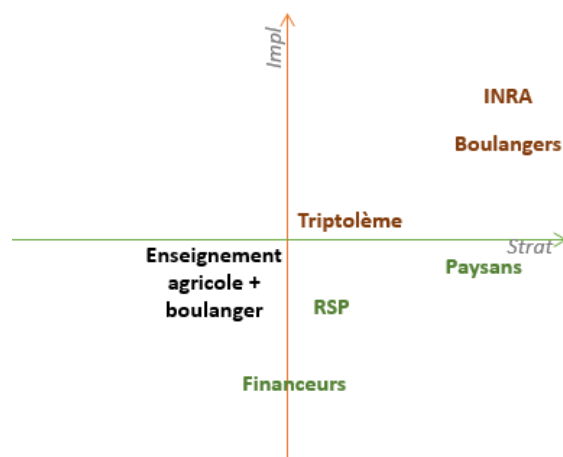 Impl
INRA
Boulangers
Triptolème
Strat
Enseignement
agricole +
boulanger
Paysans
RSP
Financeurs